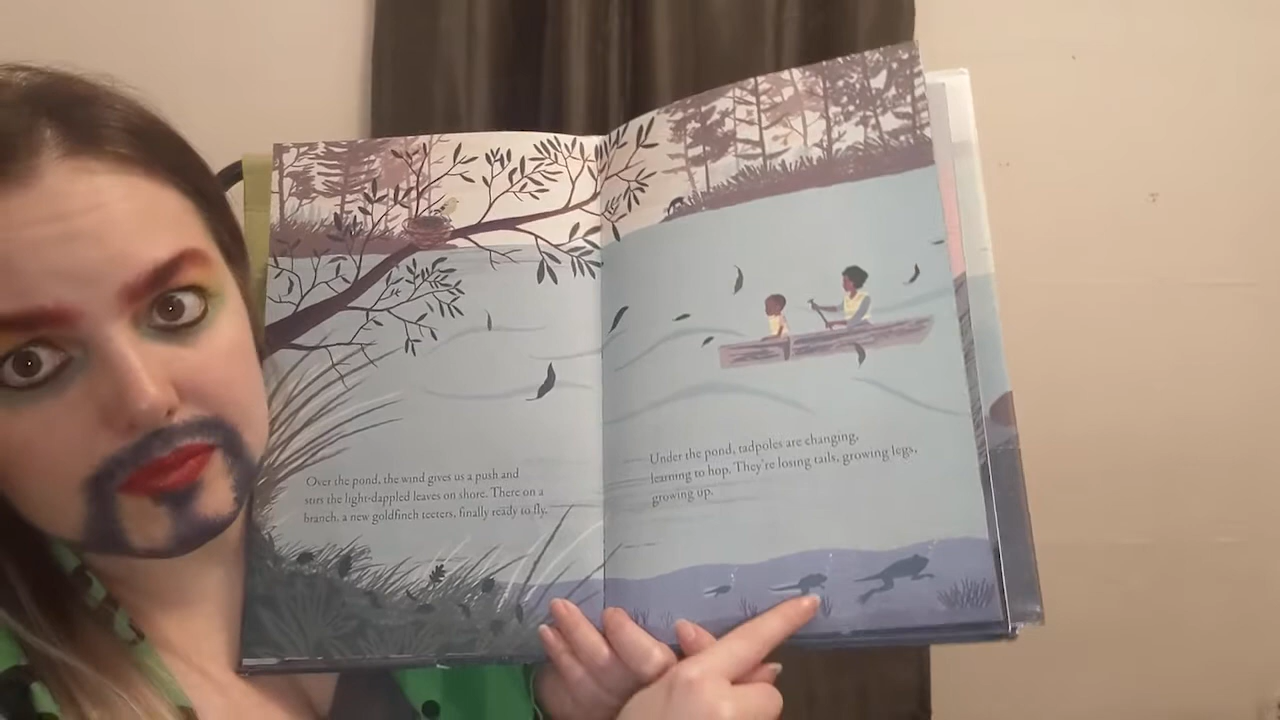 Over the pond, the wind gives us a push and
stirs the light-dappled leaves on shore. There on a
branch, a new goldfinch teeters, finally ready to fly.
Under the pond, tadpoles are changing,
learning to hop. They're losing tails, growing legs,
growing up.